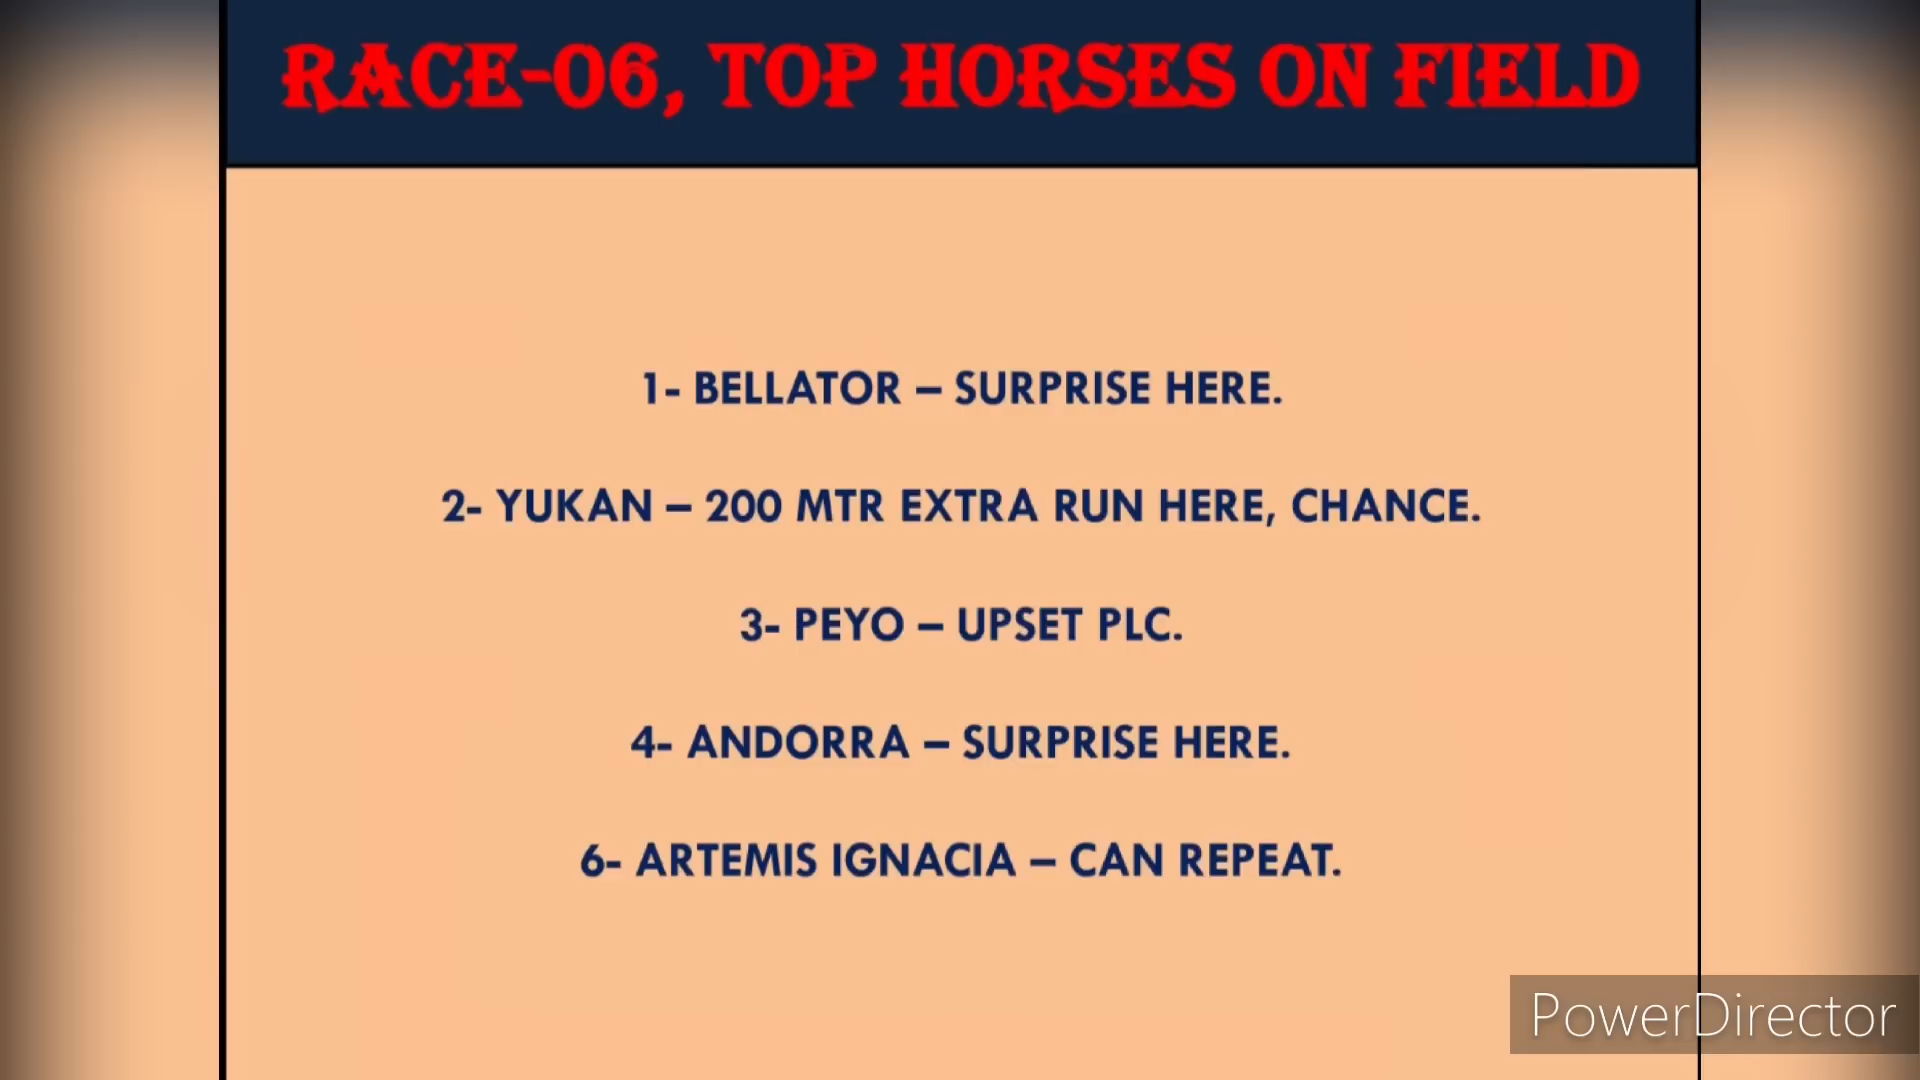 RACE-06, TOP HORSES ON FIELD
1- BELLATOR – SURPRISE HERE.
2- YUKAN – 200 MTR EXTRA RUN HERE, CHANCE.
3- PEYO – UPSET PLC.
4- ANDORRA – SURPRISE HERE.
6- ARTEMIS IGNACIA – CAN REPEAT.
PowerDirector